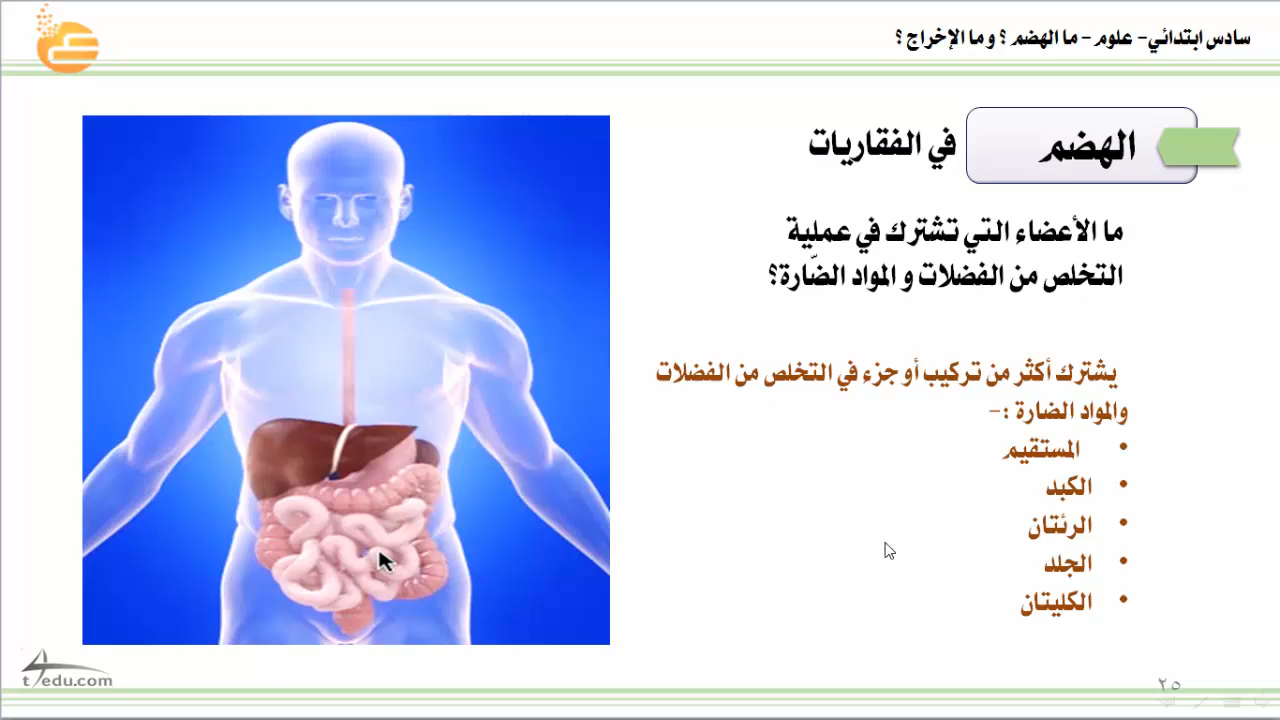 سادس ابتدائي- علوم- ما الهضم ؟ و ما الإخراج ؟
الهضم في الفقاريات
ما الأعضاء التي تشترك في عملية
التخلص من الفضلات و المواد الضّارة؟
يشترك أكثر من تركيب أو جزء في التخلص من الفضلات
والمواد الضارة :-
• المستقيم
• الكبد
• الرئتان
• الجلد
• الكليتان
t4edu.com
٢٥